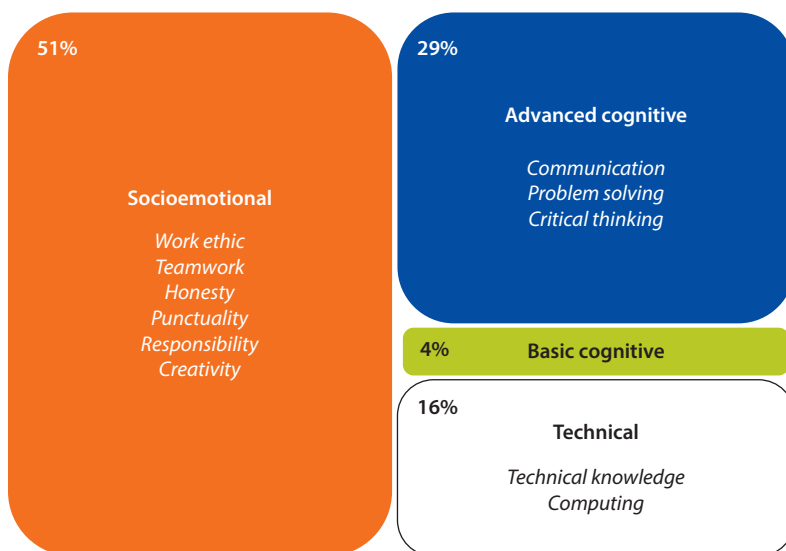 51%
Socioemotional
Work ethic
Teamwork
Honesty
Punctuality
Responsibility
Creativity
29%
Advanced cognitive
Communication
Problem solving
Critical thinking
4% Basic cognitive
16%
Technical
Technical knowledge
Computing